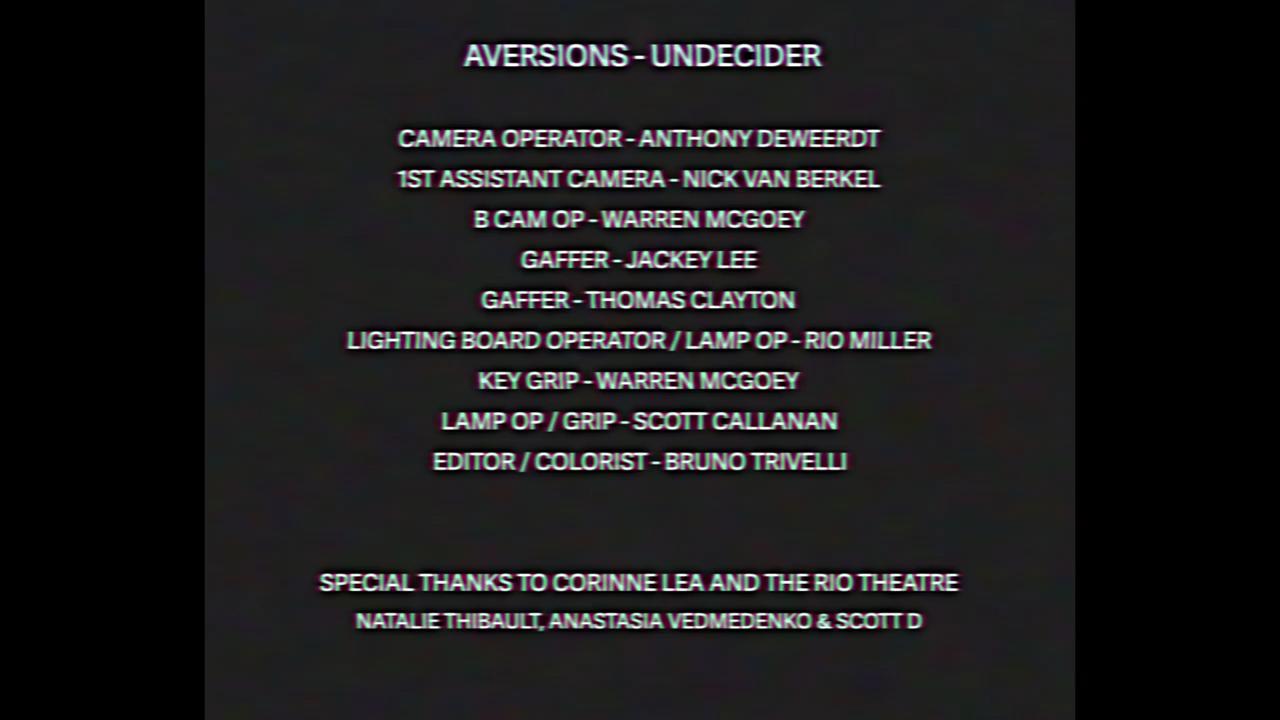 AVERSIONS - UNDECIDER
CAMERA OPERATOR - ANTHONY DEWEERDT
1ST ASSISTANT CAMERA - NICK VAN BERKEL
B CAM OP - WARREN MCGOEY
GAFFER - JACKEY LEE
GAFFER - THOMAS CLAYTON
LIGHTING BOARD OPERATOR / LAMP OP - RIO MILLER
KEY GRIP - WARREN MCGOEY
LAMP OP / GRIP - SCOTT CALLANAN
EDITOR / COLORIST - BRUNO TRIVELLI
SPECIAL THANKS TO CORINNE LEA AND THE RIO THEATRE
NATALIE THIBAULT, ANASTASIA VEDMEDENKO & SCOTT D